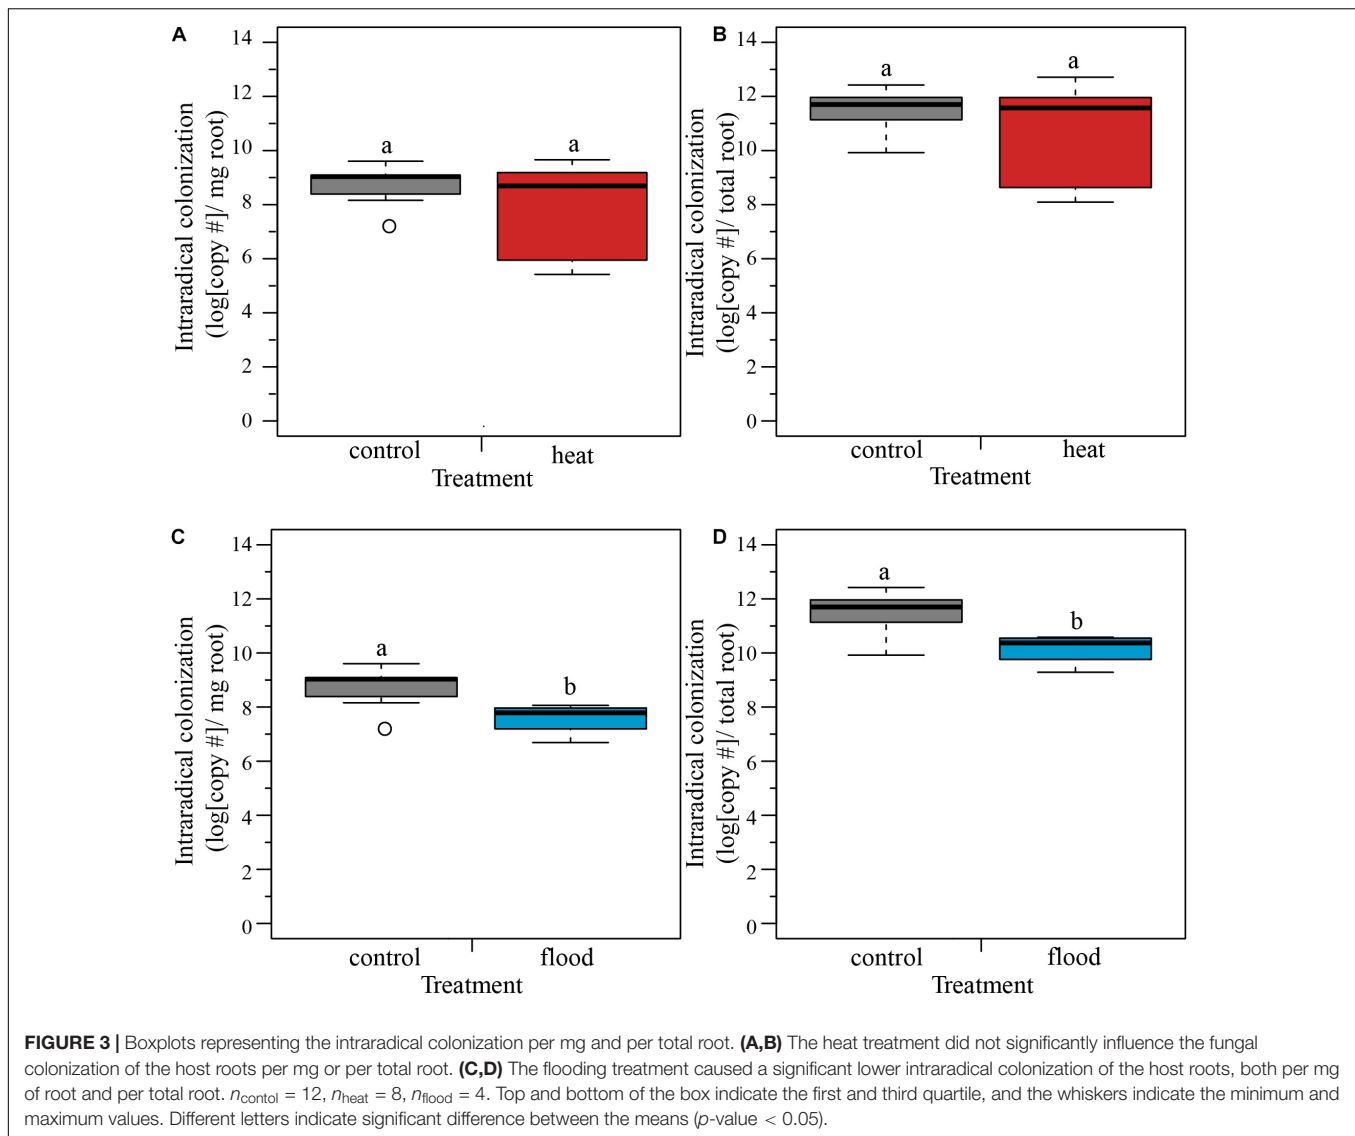 A
14
12
10
8
6
4
2
0
Intraradical colonization
(log[copy #]/ mg root)
a
a
control
heat
Treatment
B
14
12
10
8
6
4
2
0
Intraradical colonization
(log[copy #]/ total root)
a
a
control
heat
Treatment
C
14
12
10
8
6
4
2
0
Intraradical colonization
(log[copy #]/ mg root)
a
b
control
flood
Treatment
D
14
12
10
8
6
4
2
0
Intraradical colonization
(log[copy #]/ total root)
a
b
control
flood
Treatment
FIGURE 3 | Boxplots representing the intraradical colonization per mg and per total root. (A,B) The heat treatment did not significantly influence the fungal
colonization of the host roots per mg or per total root. (C,D) The flooding treatment caused a significant lower intraradical colonization of the host roots, both per mg
of root and per total root. ncontol = 12, nheat = 8, nflood = 4. Top and bottom of the box indicate the first and third quartile, and the whiskers indicate the minimum and
maximum values. Different letters indicate significant difference between the means (p-value < 0.05).